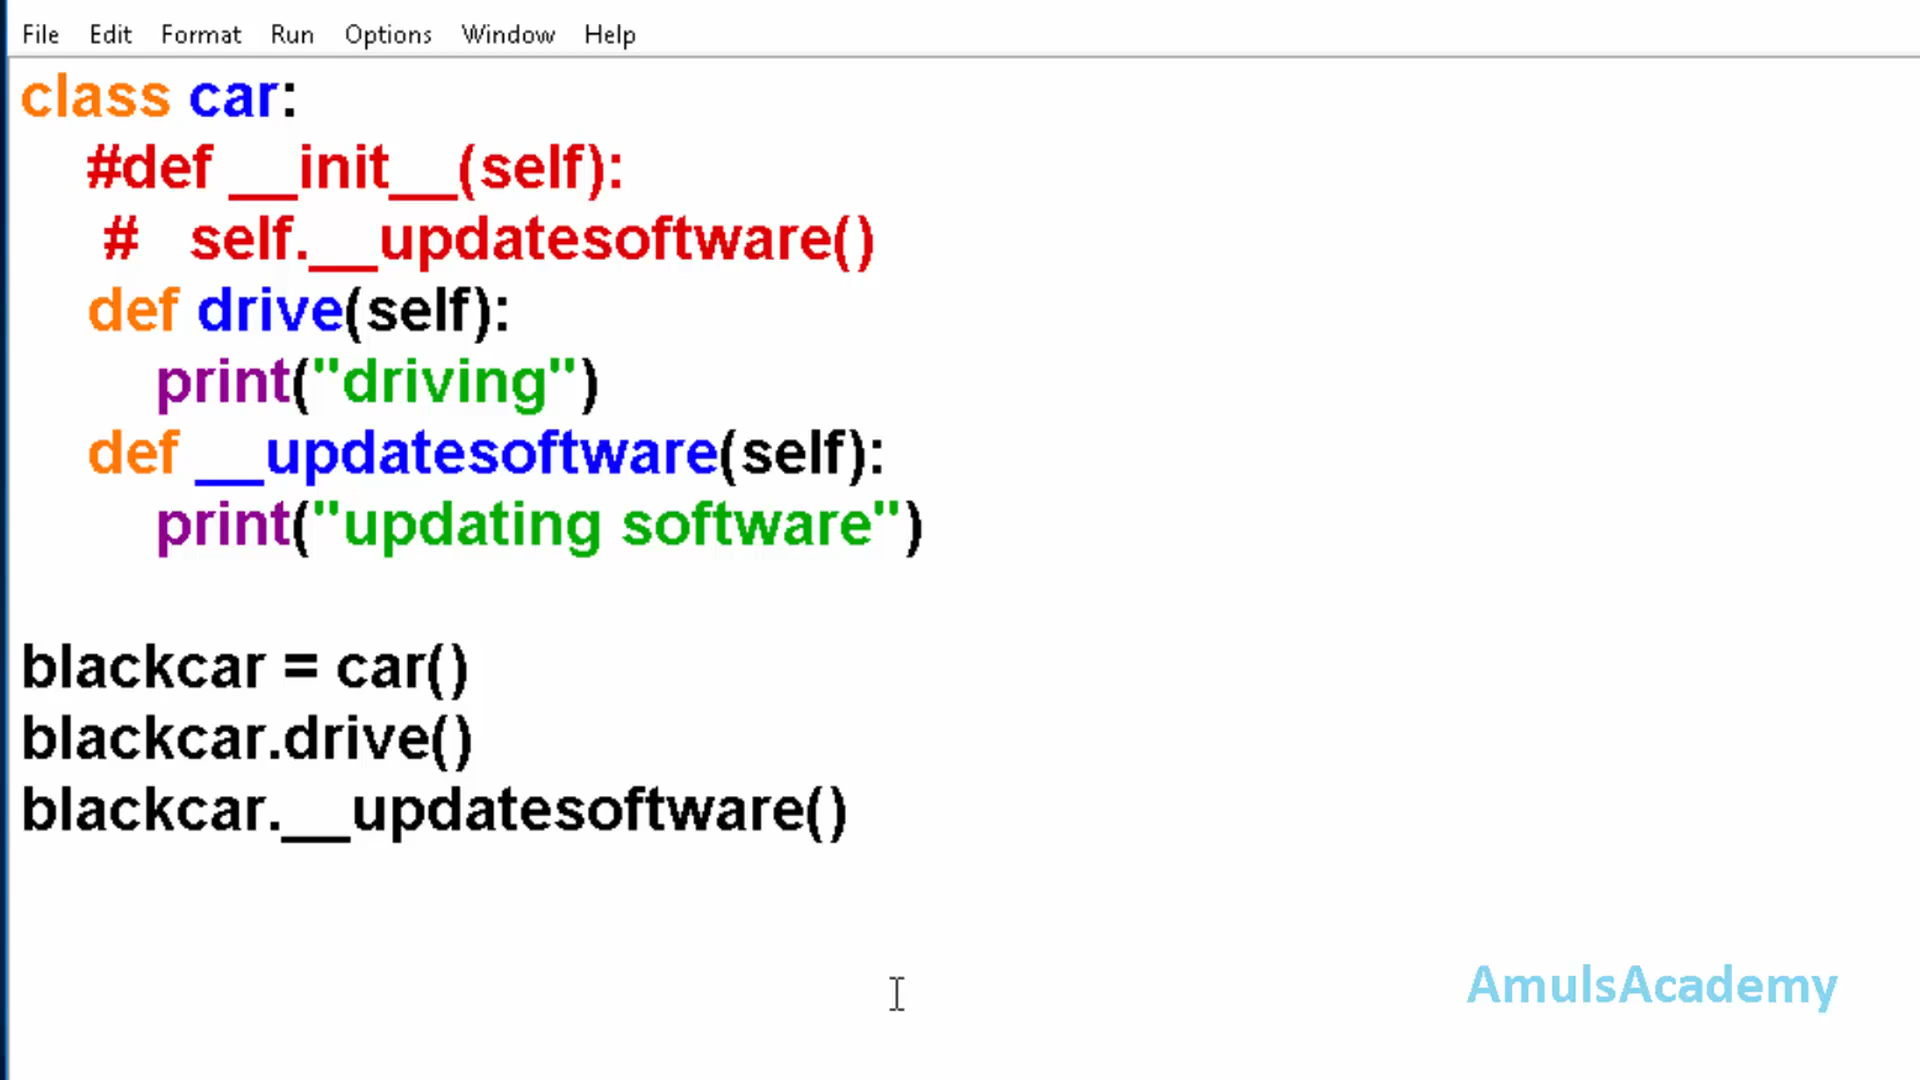 File Edit Format Run Options Window Help
class car:
    #def __init__(self):
     #   self.__updatesoftware()
    def drive(self):
        print("driving")
    def __updatesoftware(self):
        print("updating software")
blackcar = car()
blackcar.drive()
blackcar.__updatesoftware()
AmulsAcademy